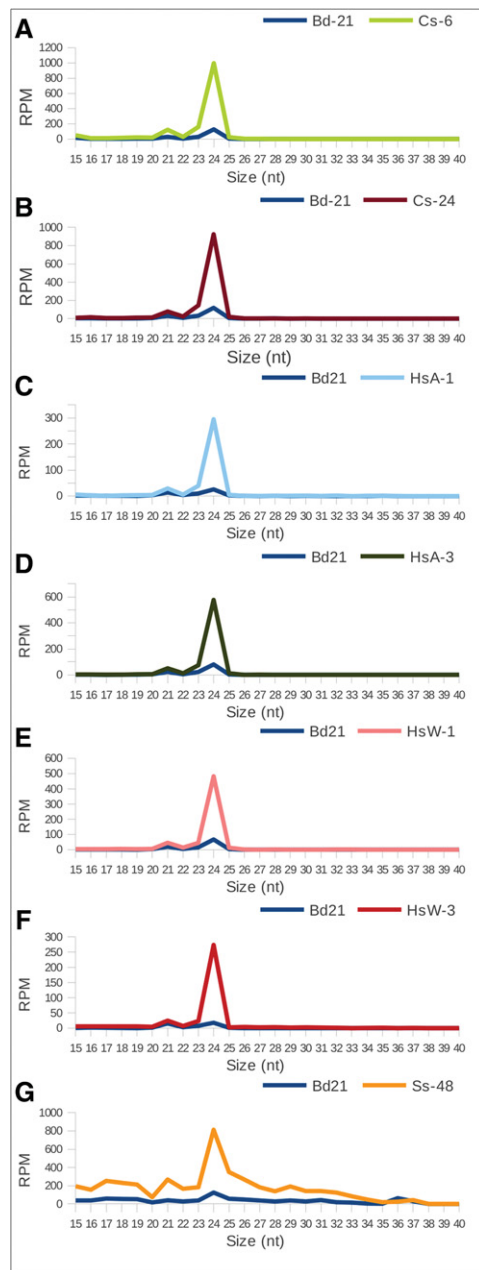 A
Bd-21 Cs-6
1200
1000
800
600
400
200
0
RPM
15 16 17 18 19 20 21 22 23 24 25 26 27 28 29 30 31 32 33 34 35 36 37 38 39 40
Size (nt)
B
Bd-21 Cs-24
1000
800
600
400
200
0
RPM
15 16 17 18 19 20 21 22 23 24 25 26 27 28 29 30 31 32 33 34 35 36 37 38 39 40
Size (nt)
C
Bd21 HsA-1
300
200
100
0
RPM
15 16 17 18 19 20 21 22 23 24 25 26 27 28 29 30 31 32 33 34 35 36 37 38 39 40
Size (nt)
D
Bd21 HsA-3
600
400
200
0
RPM
15 16 17 18 19 20 21 22 23 24 25 26 27 28 29 30 31 32 33 34 35 36 37 38 39 40
Size (nt)
E
Bd21 HsW-1
600
500
400
300
200
100
0
RPM
15 16 17 18 19 20 21 22 23 24 25 26 27 28 29 30 31 32 33 34 35 36 37 38 39 40
Size (nt)
F
Bd21 HsW-3
300
250
200
150
100
50
0
RPM
15 16 17 18 19 20 21 22 23 24 25 26 27 28 29 30 31 32 33 34 35 36 37 38 39 40
Size (nt)
G
Bd21 Ss-48
1000
800
600
400
200
0
RPM
15 16 17 18 19 20 21 22 23 24 25 26 27 28 29 30 31 32 33 34 35 36 37 38 39 40
Size (nt)